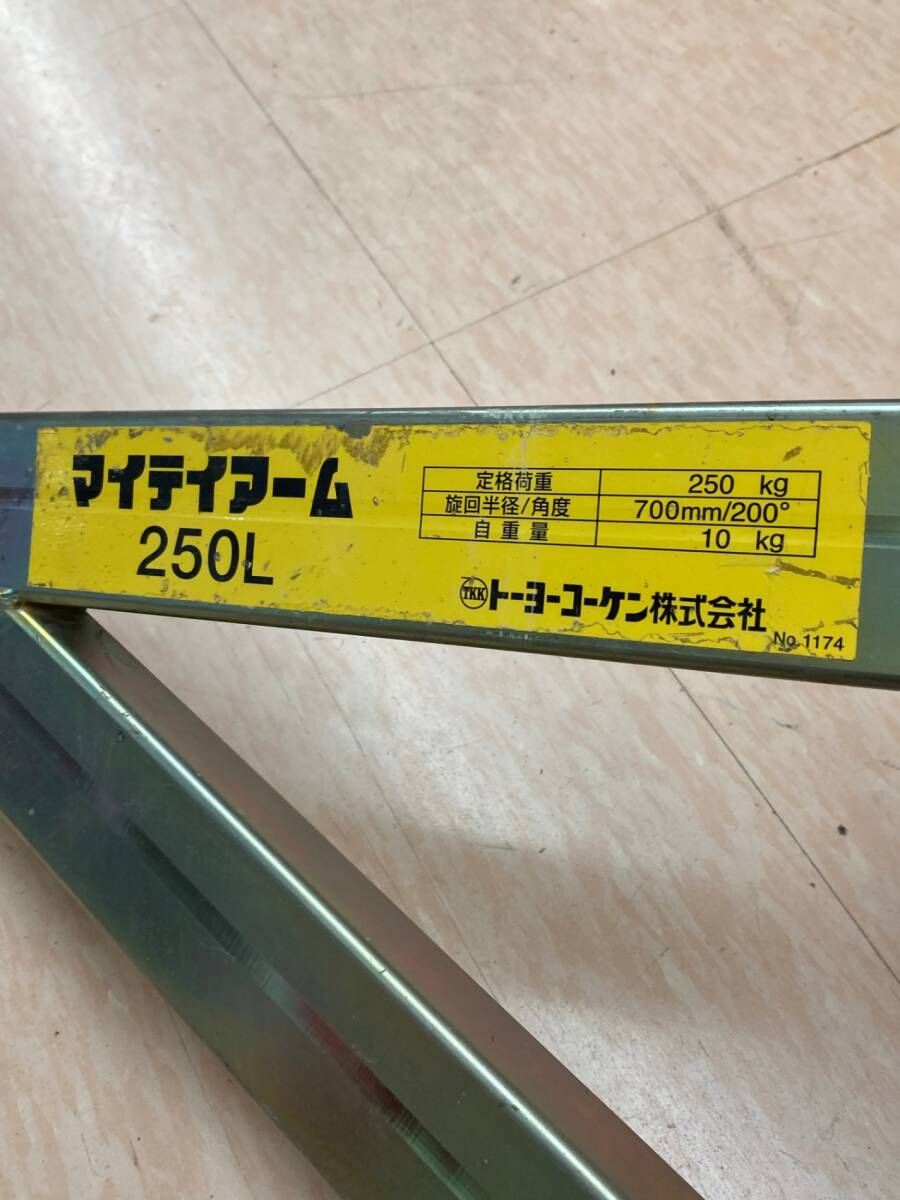 マイテイアーム
250L
定格荷重 250 kg
旋回半径/角度 700mm/200°
自重量 10 kg
TKK トーヨーコーケン株式会社
No.1174